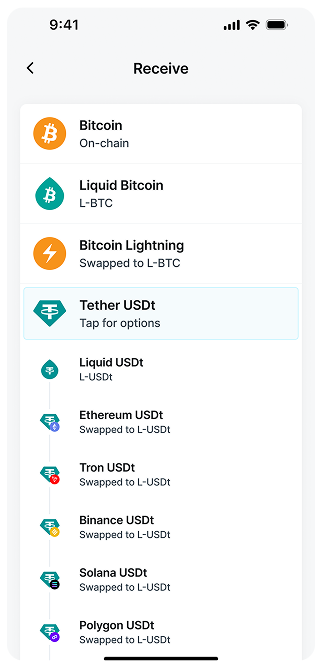 9:41
Receive
Bitcoin
On-chain
Liquid Bitcoin
L-BTC
Bitcoin Lightning
Swapped to L-BTC
Tether USDt
Tap for options
Liquid USDt
L-USDt
Ethereum USDt
Swapped to L-USDt
Tron USDt
Swapped to L-USDt
Binance USDt
Swapped to L-USDt
Solana USDt
Swapped to L-USDt
Polygon USDt
Swapped to L-USDt